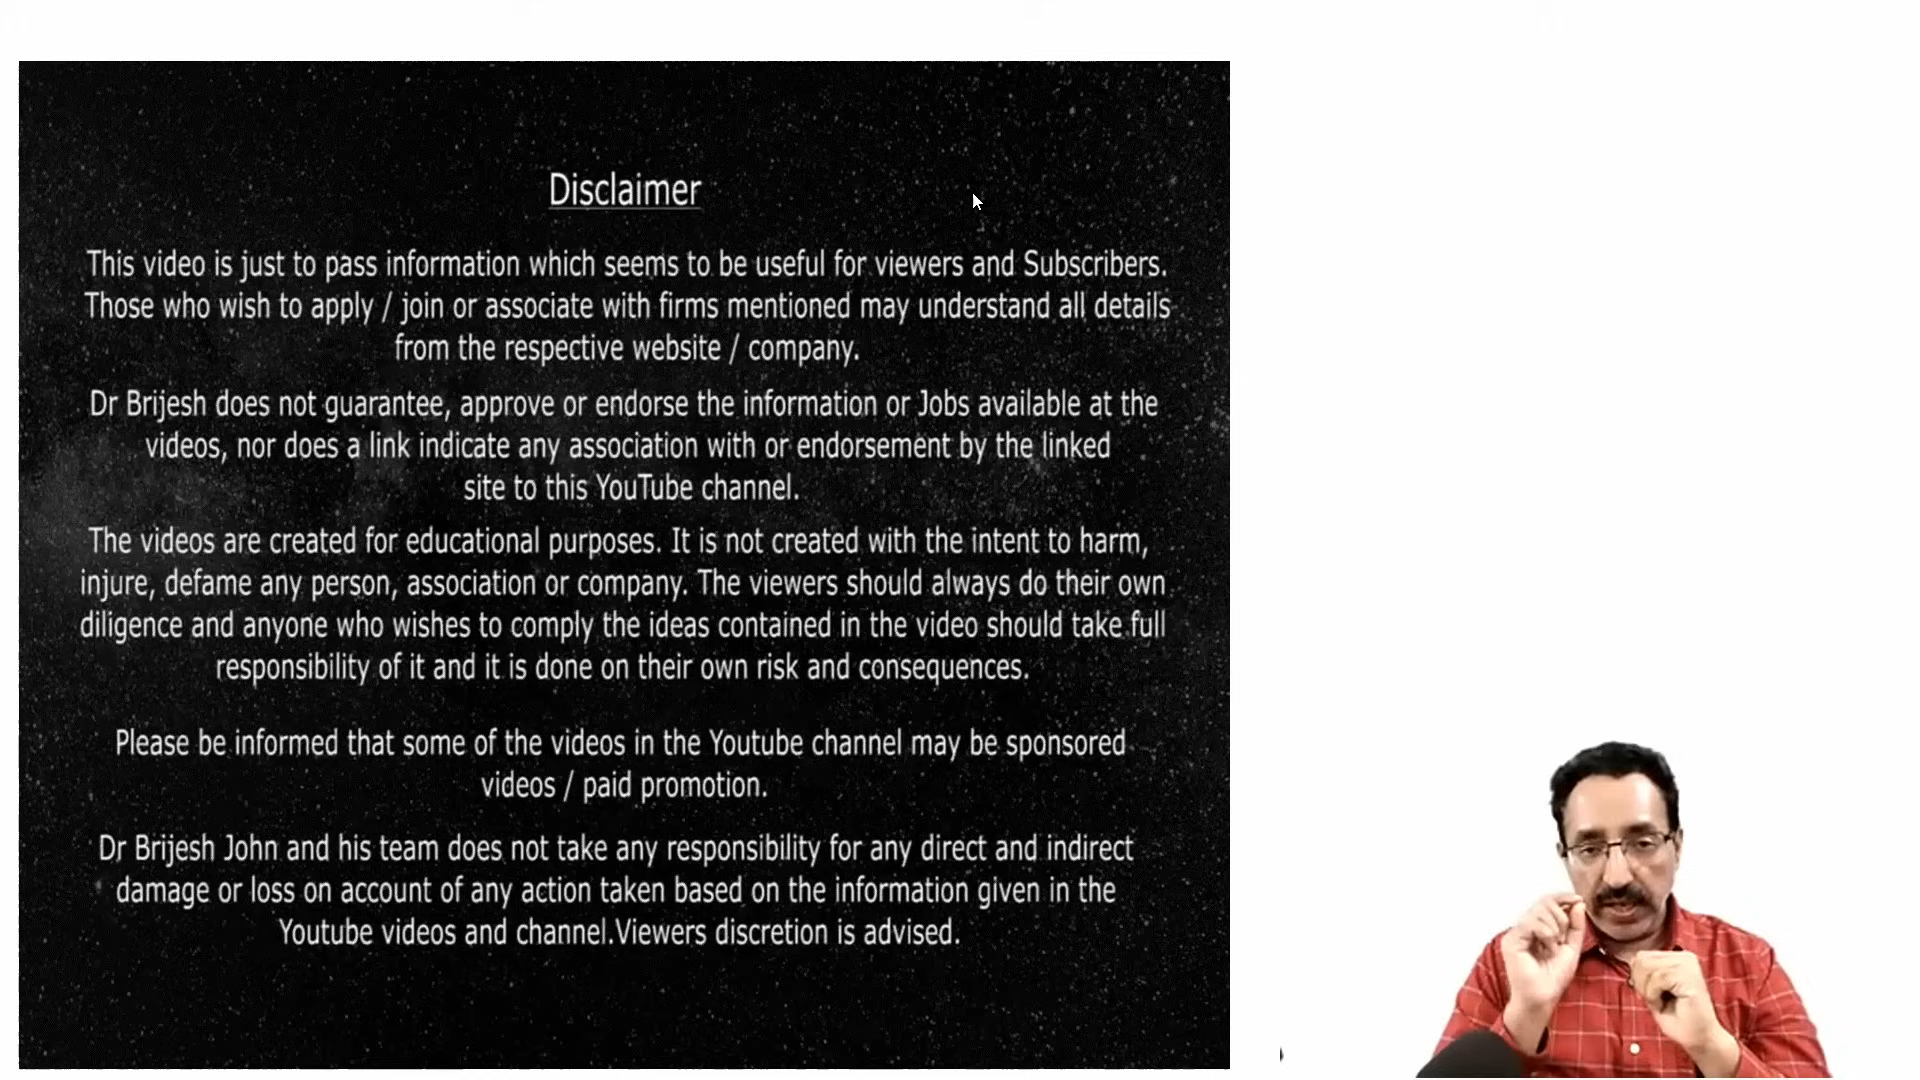 Disclaimer
This video is just to pass information which seems to be useful for viewers and Subscribers.
Those who wish to apply / join or associate with firms mentioned may understand all details
from the respective website / company.
Dr Brijesh does not guarantee, approve or endorse the information or Jobs available at the
videos, nor does a link indicate any association with or endorsement by the linked
site to this YouTube channel.
The videos are created for educational purposes. It is not created with the intent to harm,
injure, defame any person, association or company. The viewers should always do their own
diligence and anyone who wishes to comply the ideas contained in the video should take full
responsibility of it and it is done on their own risk and consequences.
Please be informed that some of the videos in the Youtube channel may be sponsored
videos / paid promotion.
Dr Brijesh John and his team does not take any responsibility for any direct and indirect
damage or loss on account of any action taken based on the information given in the
Youtube videos and channel.Viewers discretion is advised.